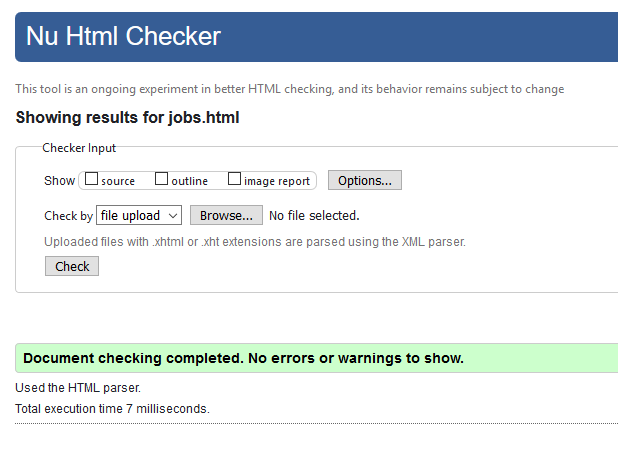 Nu Html Checker
This tool is an ongoing experiment in better HTML checking, and its behavior remains subject to change
Showing results for jobs.html
Checker Input
Show source outline image report Options...
Check by file upload Browse... No file selected.
Uploaded files with .xhtml or .xht extensions are parsed using the XML parser.
Check
Document checking completed. No errors or warnings to show.
Used the HTML parser.
Total execution time 7 milliseconds.